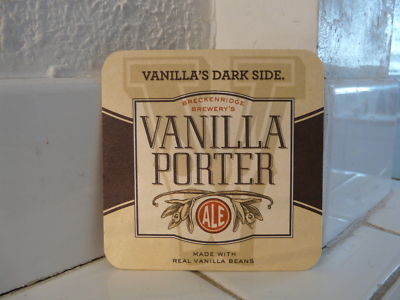 VANILLA'S DARK SIDE.
BRECKENRIDGE
BREWERY'S
VANILLA
PORTER
ALE
MADE WITH
REAL VANILLA BEANS